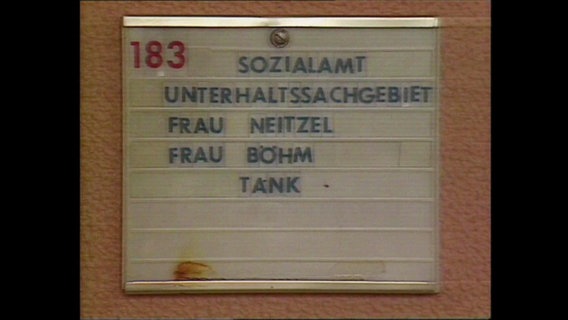 183
SOZIALAMT
UNTERHALTSSACHGEBIET
FRAU NEITZEL
FRAU BÖHM
TANK